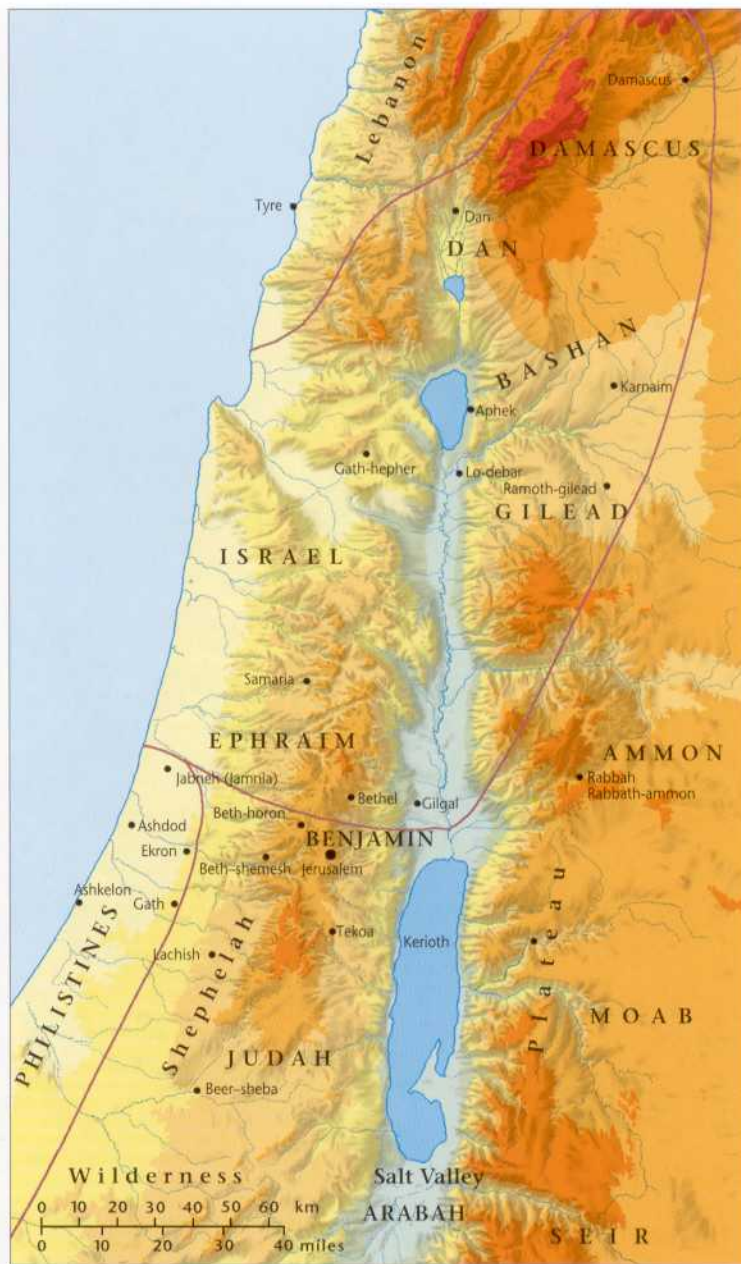 Lebanon
Damascus
DAMASCUS
Tyre
Dan
DAN
BASHAN
Karnaim
Aphek
Gath-hepher
Lo-debar
Ramoth-gilead
GILEAD
ISRAEL
Samaria
EPHRAIM
AMMON
Jabneh (Jamnila)
Rabbah
Rabbath-ammon
Bethel
Gilgal
Beth-horon
Ashdod
BENJAMIN
Ekron
Beth-shemesh
Jerusalem
Ashkelon
Gath
Plateau
PHILISTINES
Tekoa
Kerioth
Lachish
Shephelah
MOAB
JUDAH
Beer-sheba
Wilderness
Salt Valley
0 10 20 30 40 50 60 km
ARABAH
SEIR
0 10 20 30 40 miles